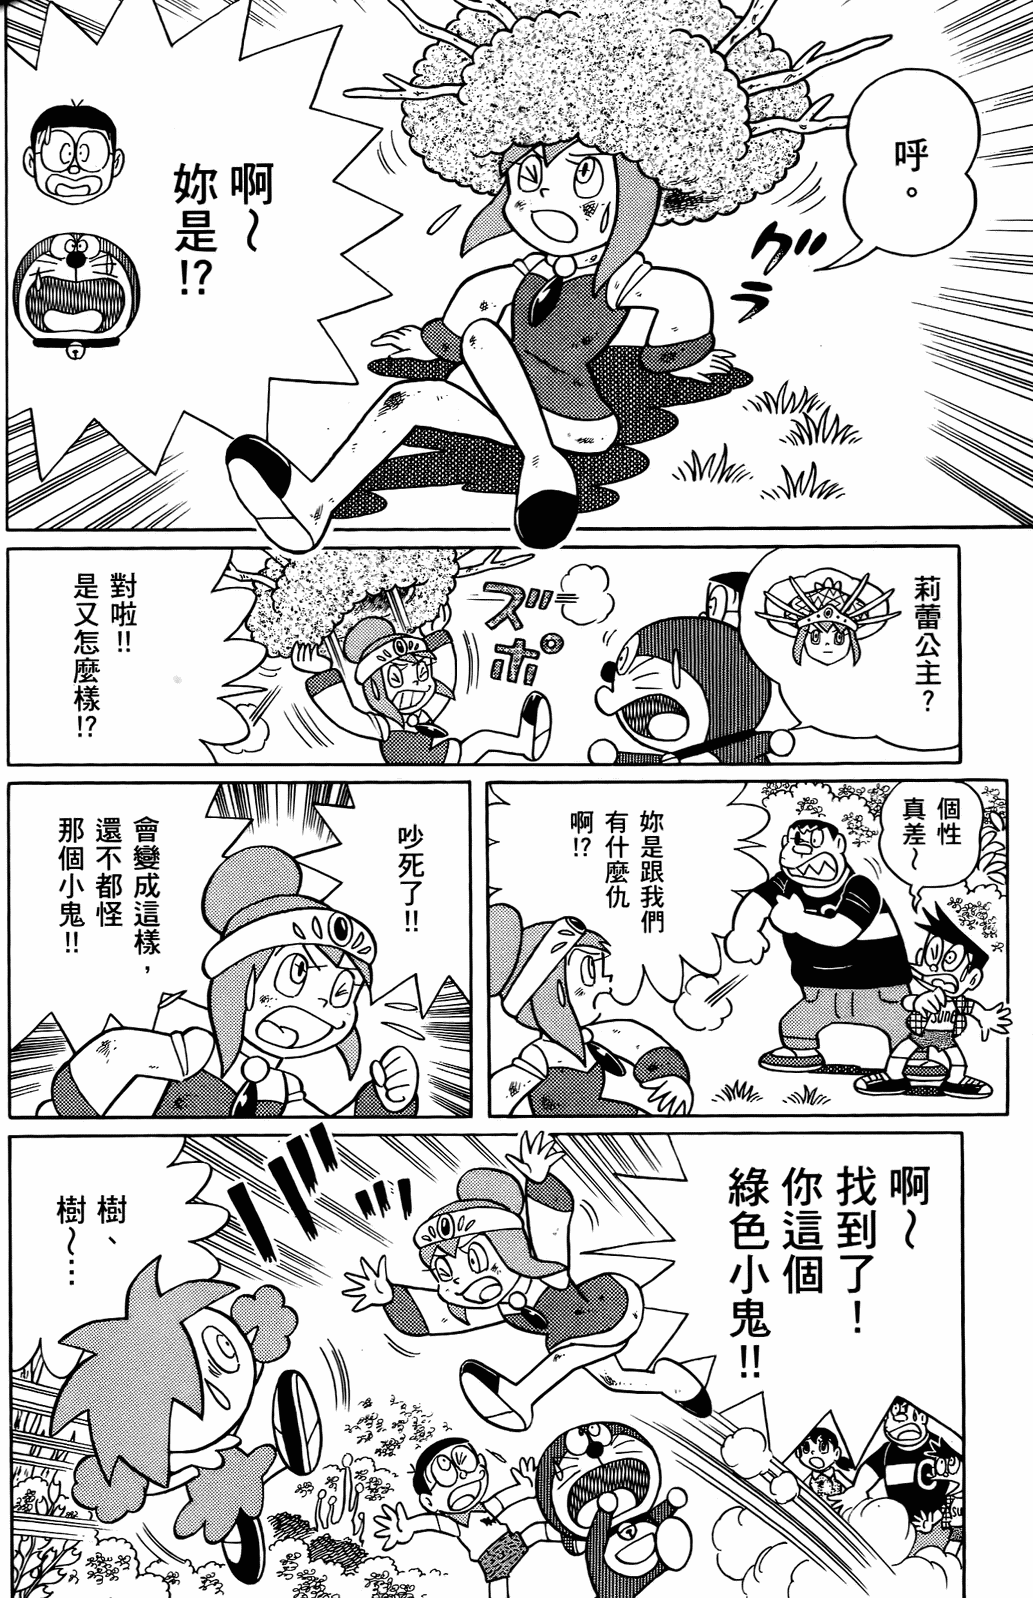 呼。
グラ
啊～
妳是!?
莉蕾公主?
ズズポ
對啦!!
是又怎麼樣!?
個性
真差～
妳是跟我們
有什麼仇
啊!?
吵死了!!
會變成這樣，
還不都怪
那個小鬼!!
啊～
找到了！
你這個
綠色小鬼!!
樹、
樹～…